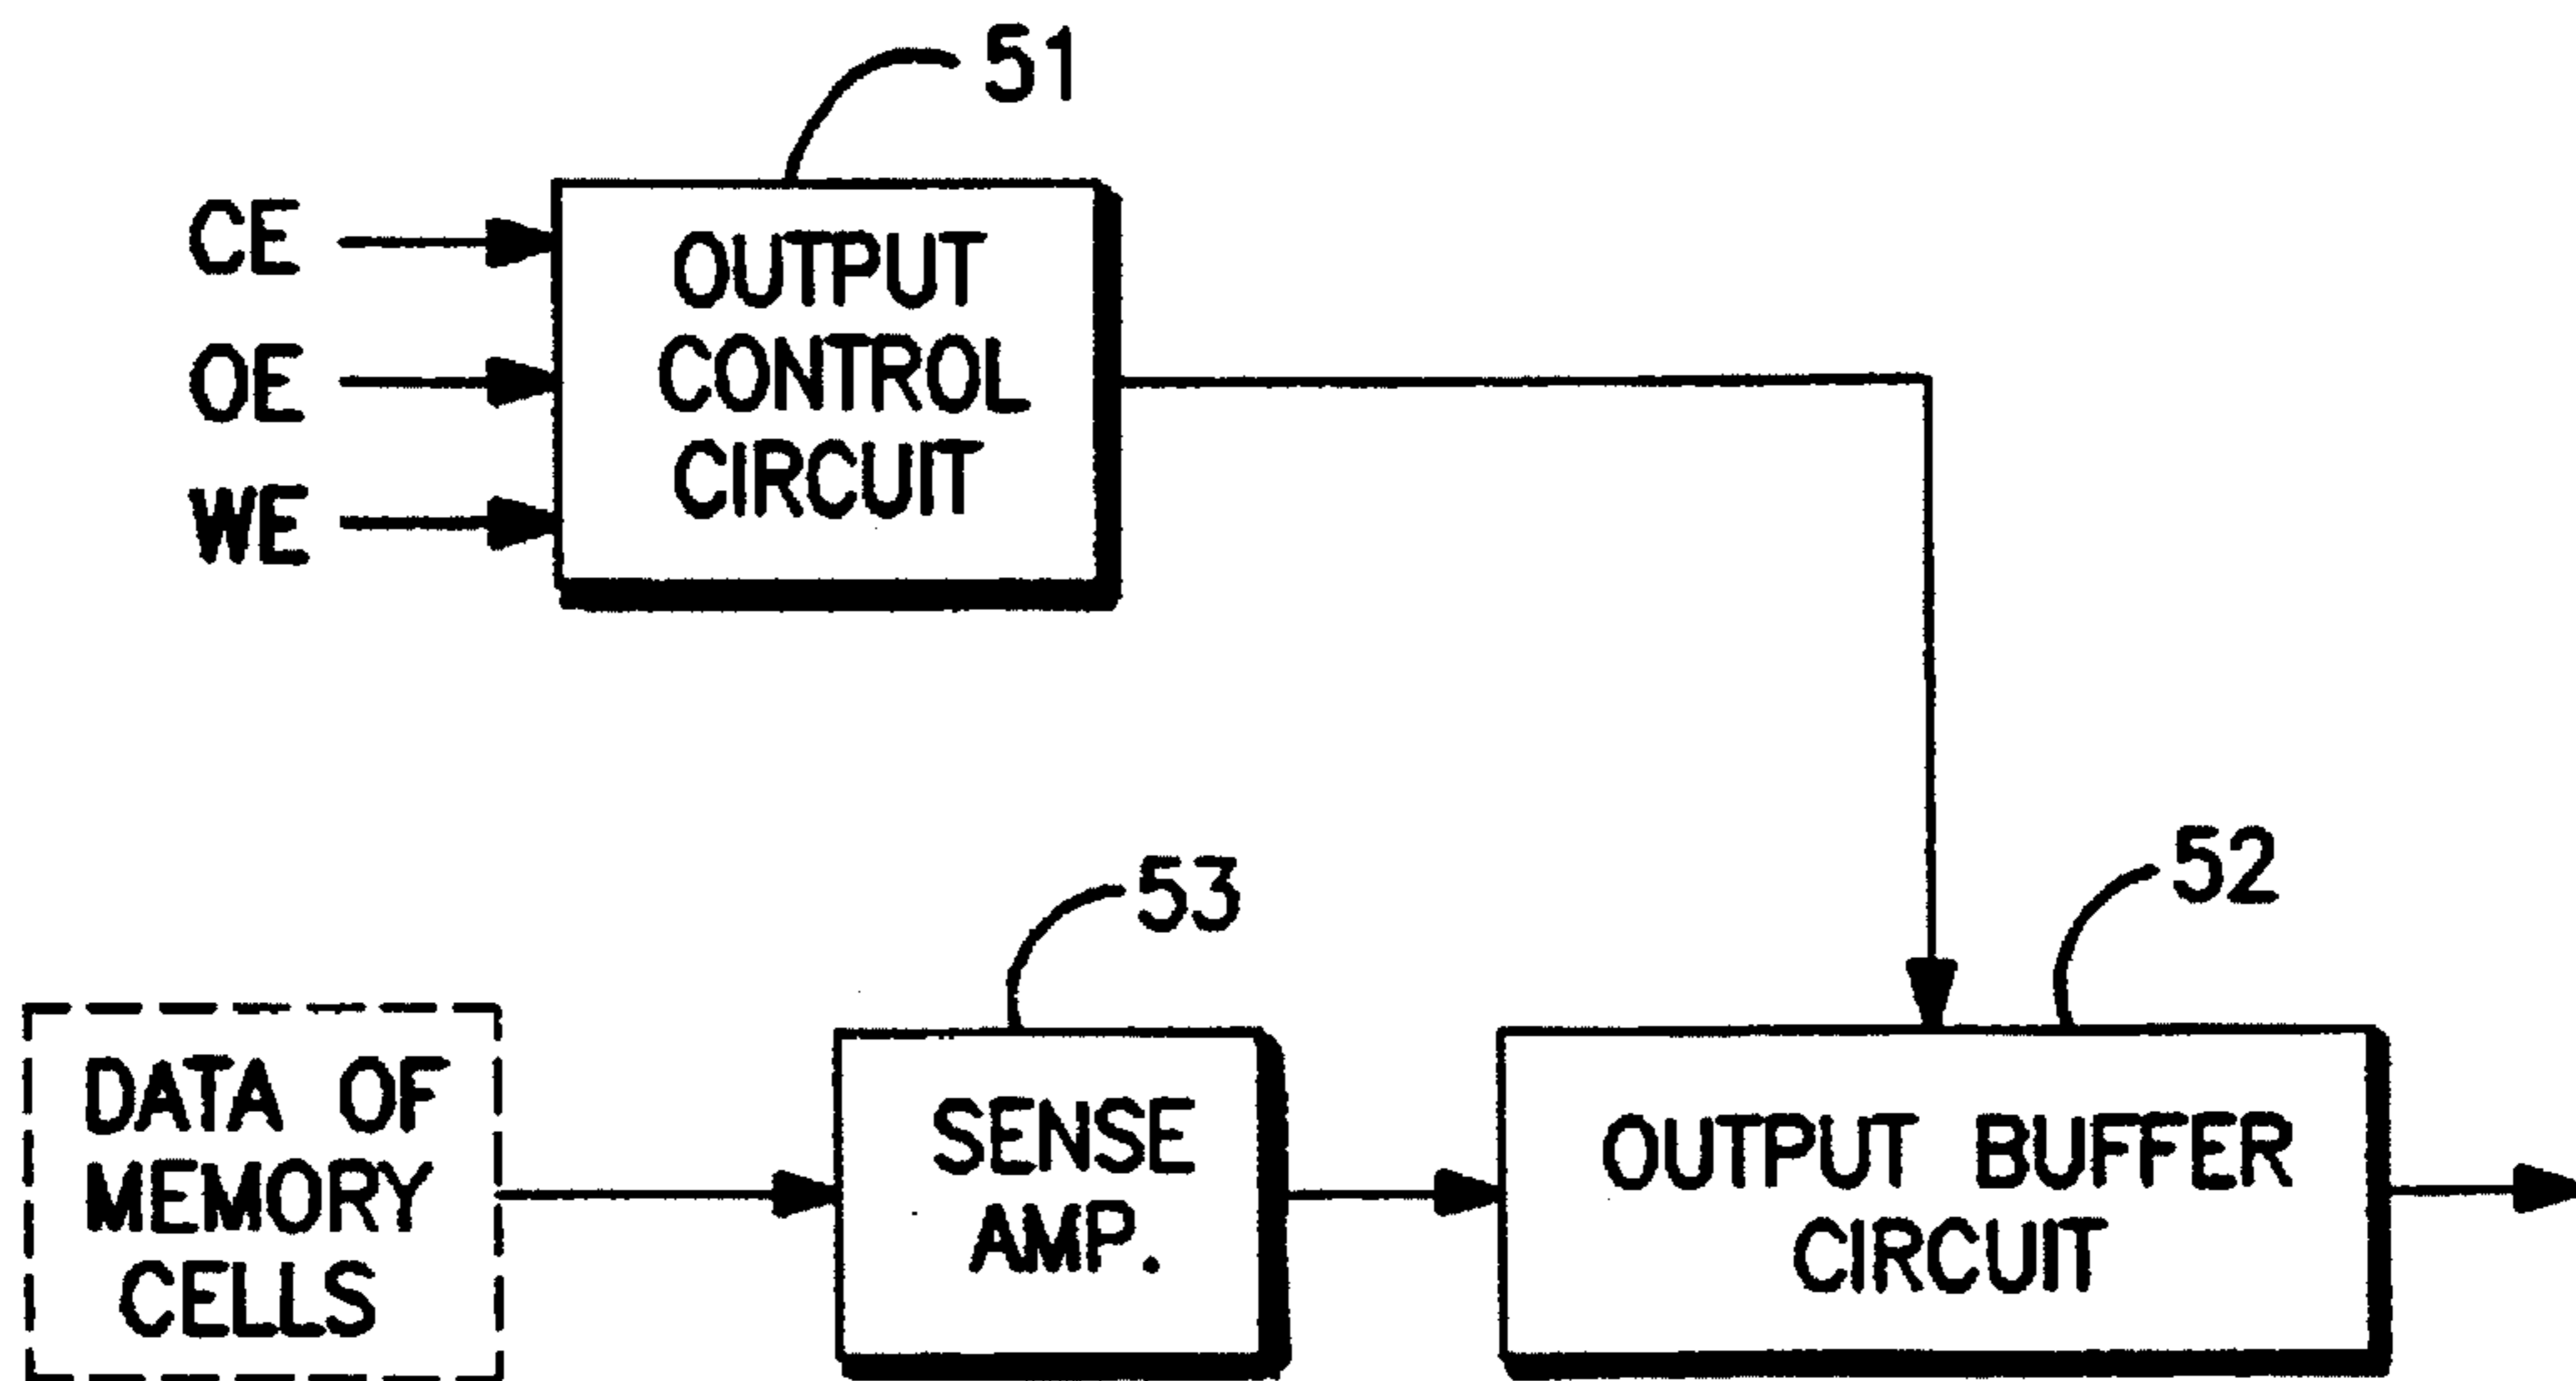 51
CE
OE
WE
OUTPUT
CONTROL
CIRCUIT
53
52
DATA OF
MEMORY
CELLS
SENSE
AMP.
OUTPUT BUFFER
CIRCUIT